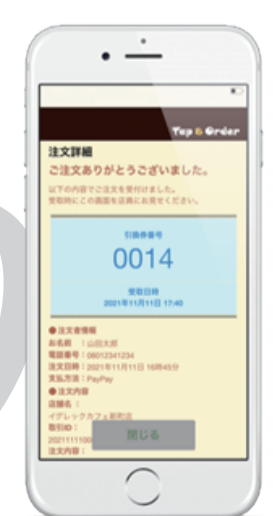 Tap & Order
注文詳細
ご注文ありがとうございました。
以下の内容でご注文を受付けました。
受取時にこの画面を店員にお見せください。
引換券番号
0014
受取日時
2021年11月11日 17:40
●注文者情報
お名前 ：山田太郎
電話番号：08012341234
注文日時：2021年11月11日 16時45分
支払方法：PayPay
●注文内容
店舗名 ：
イグレックカフェ新町店
取引ID：
2021111100
閉じる
注文内容：